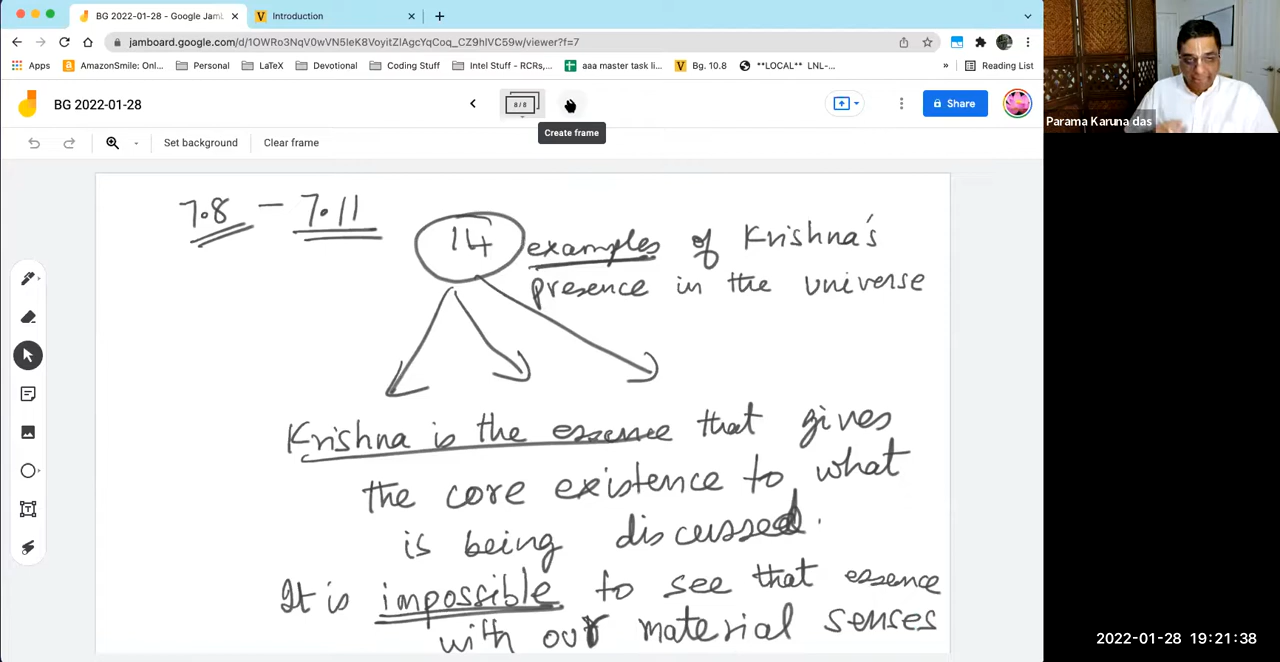 BG 2022-01-28 - Google Jamb
Introduction
jamboard.google.com/d/1OWRo3NqV0wVN5leK8VoyitZlAgcYqCoq_CZ9hIVC59w/viewer?f=7
Apps
AmazonSmile: Onl...
Personal
LaTeX
Devotional
Coding Stuff
Intel Stuff - RCRs,...
aaa master task li...
Bg. 10.8
**LOCAL** LNL-...
»
Reading List
BG 2022-01-28
8/8
Share
Create frame
Set background
Clear frame
Parama Karuna das
7.8 - 7.11
14 examples of Krishna's
presence in the universe
Krishna is the essence that gives
the core existence to what
is being discussed.
It is impossible to see that essence
with our material senses
2022-01-28 19:21:38